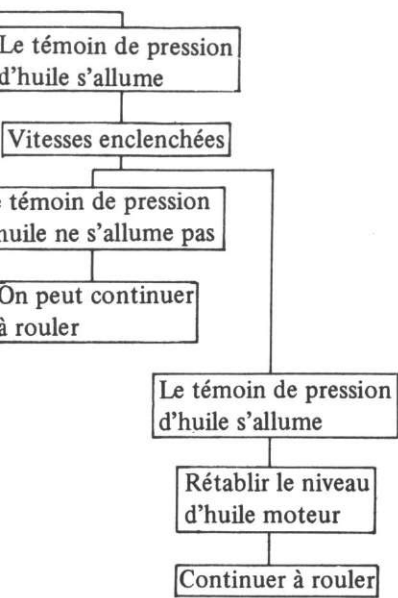 Le témoin de pression
d'huile s'allume
Vitesses enclenchées
témoin de pression
huile ne s'allume pas
On peut continuer
à rouler
Le témoin de pression
d'huile s'allume
Rétablir le niveau
d'huile moteur
Continuer à rouler